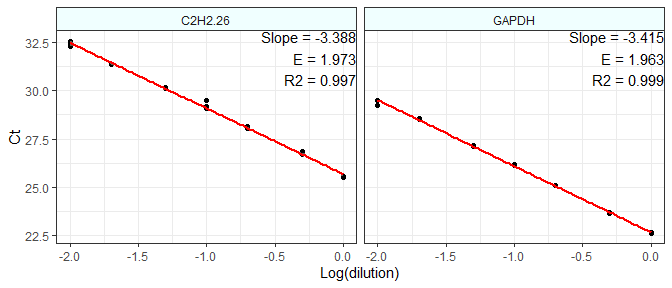 C2H2.26
GAPDH
Slope = -3.388
E = 1.973
R2 = 0.997
Slope = -3.415
E = 1.963
R2 = 0.999
Ct
32.5
30.0
27.5
25.0
22.5
-2.0 -1.5 -1.0 -0.5 0.0
-2.0 -1.5 -1.0 -0.5 0.0
Log(dilution)